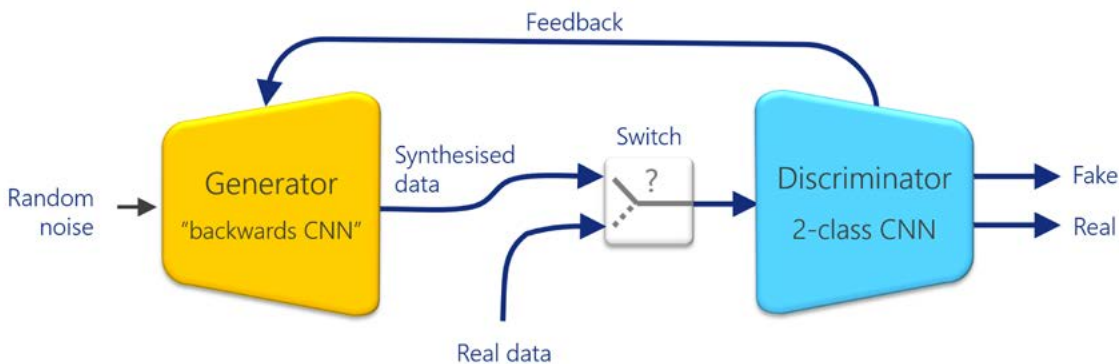 Feedback
Switch
Synthesised
data
?
Generator
"backwards CNN"
Discriminator
2-class CNN
Random
noise
Fake
Real
Real data